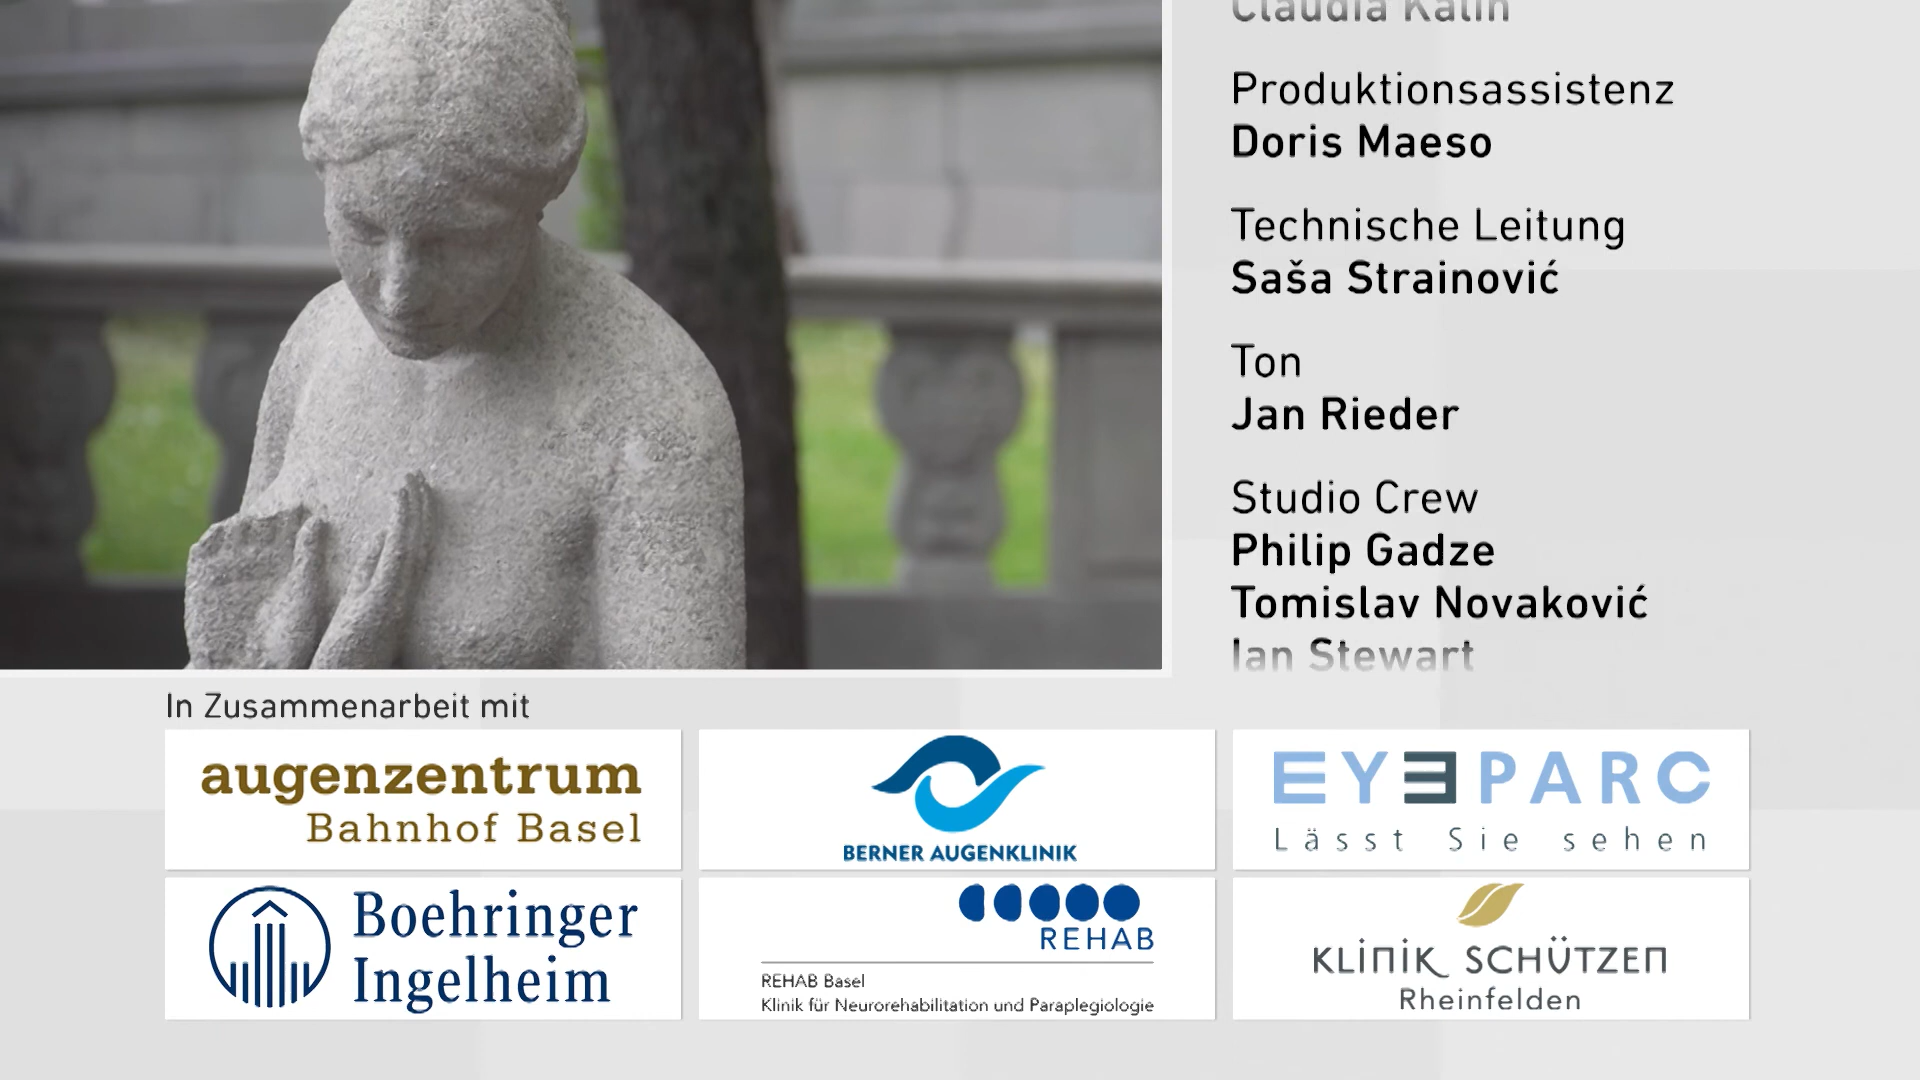 Claudia Kälin
Produktionsassistenz
Doris Maeso
Technische Leitung
Saša Strainović
Ton
Jan Rieder
Studio Crew
Philip Gadze
Tomislav Novaković
Ian Stewart
In Zusammenarbeit mit
augenzentrum
Bahnhof Basel
BERNER AUGENKLINIK
EYEPARC
Lässt Sie sehen
Boehringer
Ingelheim
REHAB
REHAB Basel
Klinik für Neurorehabilitation und Paraplegiologie
KLINIK SCHÜTZEN
Rheinfelden